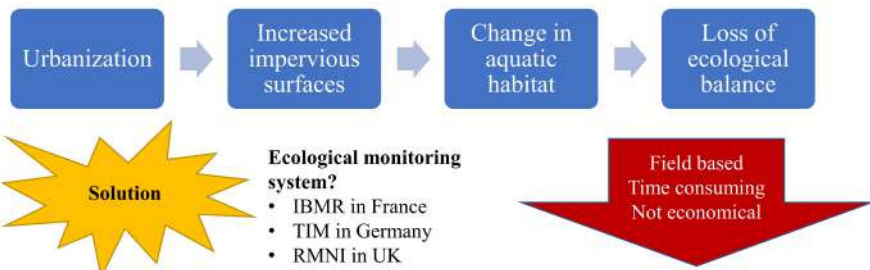 Urbanization
Increased
impervious
surfaces
Change in
aquatic
habitat
Loss of
ecological
balance
Solution
Ecological monitoring
system?
• IBMR in France
• TIM in Germany
• RMNI in UK
Field based
Time consuming
Not economical